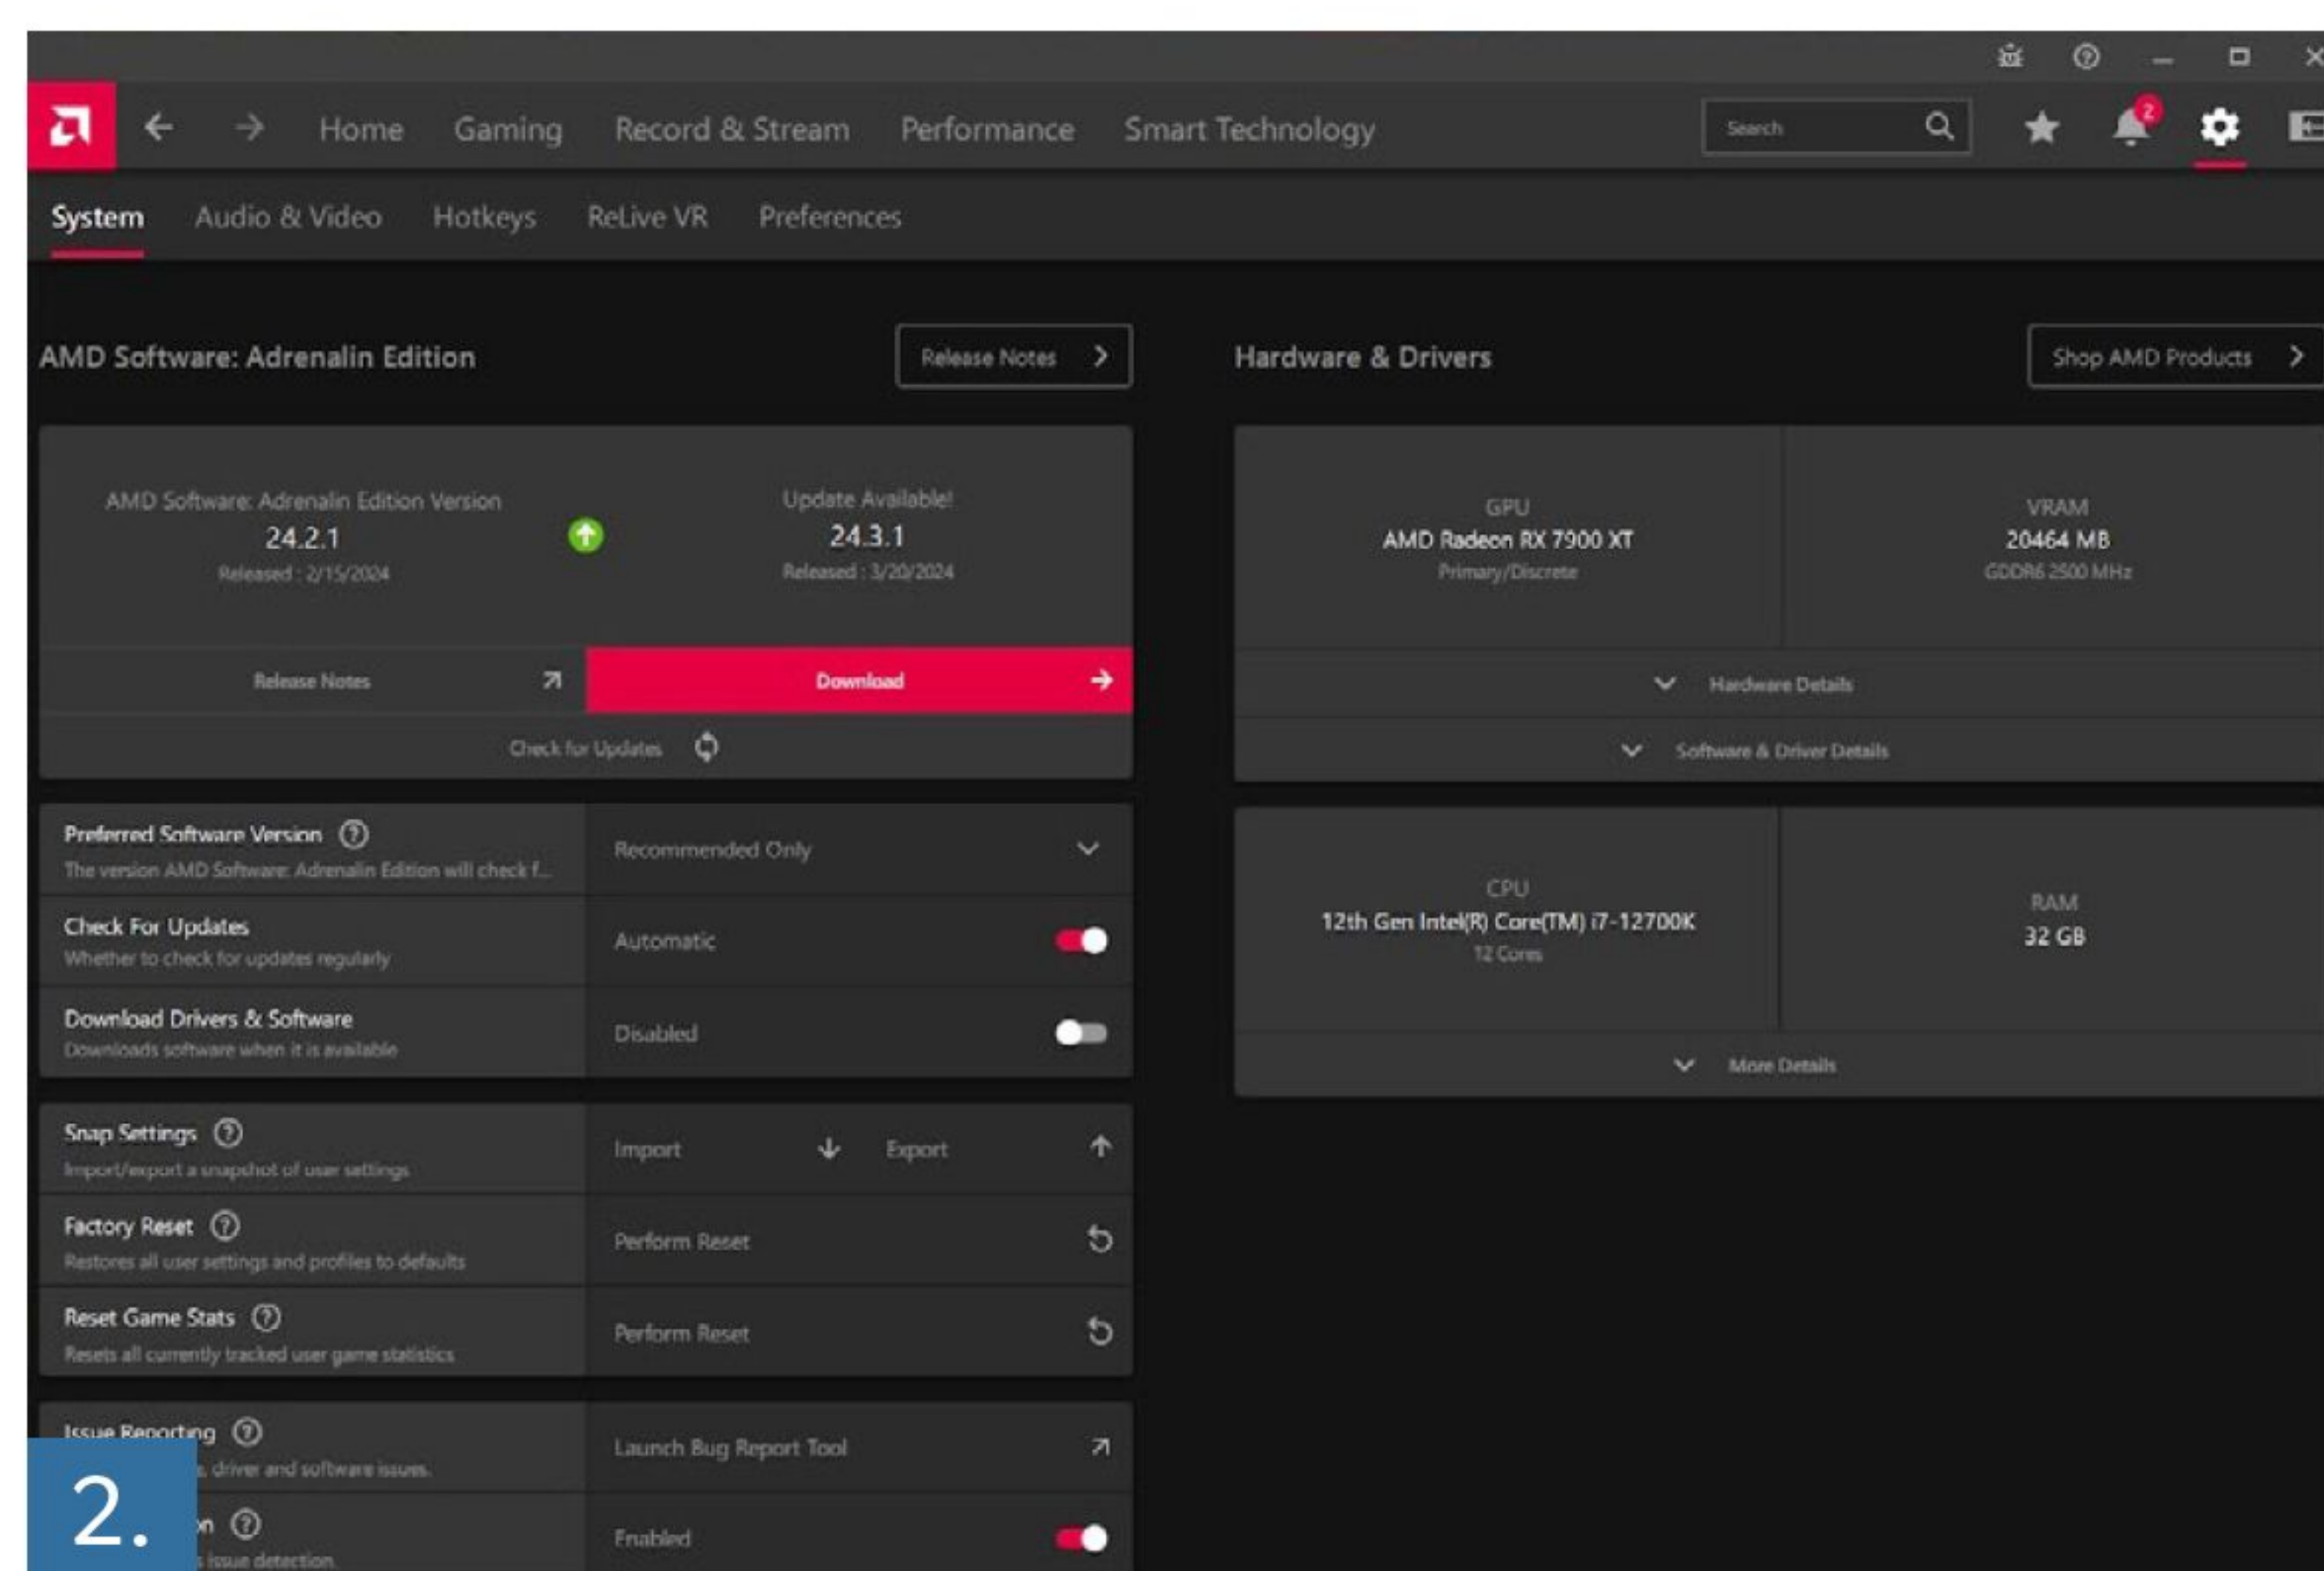 2
Home Gaming Record & Stream Performance Smart Technology Search
System Audio & Video Hotkeys ReLive VR Preferences
AMD Software: Adrenalin Edition
Release Notes
AMD Software: Adrenalin Edition Version
24.2.1
Released : 2/15/2024
Update Available!
24.3.1
Released : 3/20/2024
Release Notes
Download
Check for Updates
Preferred Software Version
The version AMD Software: Adrenalin Edition will check f...
Recommended Only
Check For Updates
Whether to check for updates regularly
Automatic
Download Drivers & Software
Downloads software when it is available
Disabled
Snap Settings
Import/export a snapshot of user settings
Import Export
Factory Reset
Restores all user settings and profiles to defaults
Perform Reset
Reset Game Stats
Resets all currently tracked user game statistics
Perform Reset
Issue Reporting
driver and software issues.
Launch Bug Report Tool
issue detection.
Enabled
2.
Hardware & Drivers
Shop AMD Products
GPU
AMD Radeon RX 7900 XT
Primary/Discrete
VRAM
20464 MB
GDDR6 2500 MHz
Hardware Details
Software & Driver Details
CPU
12th Gen Intel(R) Core(TM) i7-12700K
12 Cores
RAM
32 GB
More Details